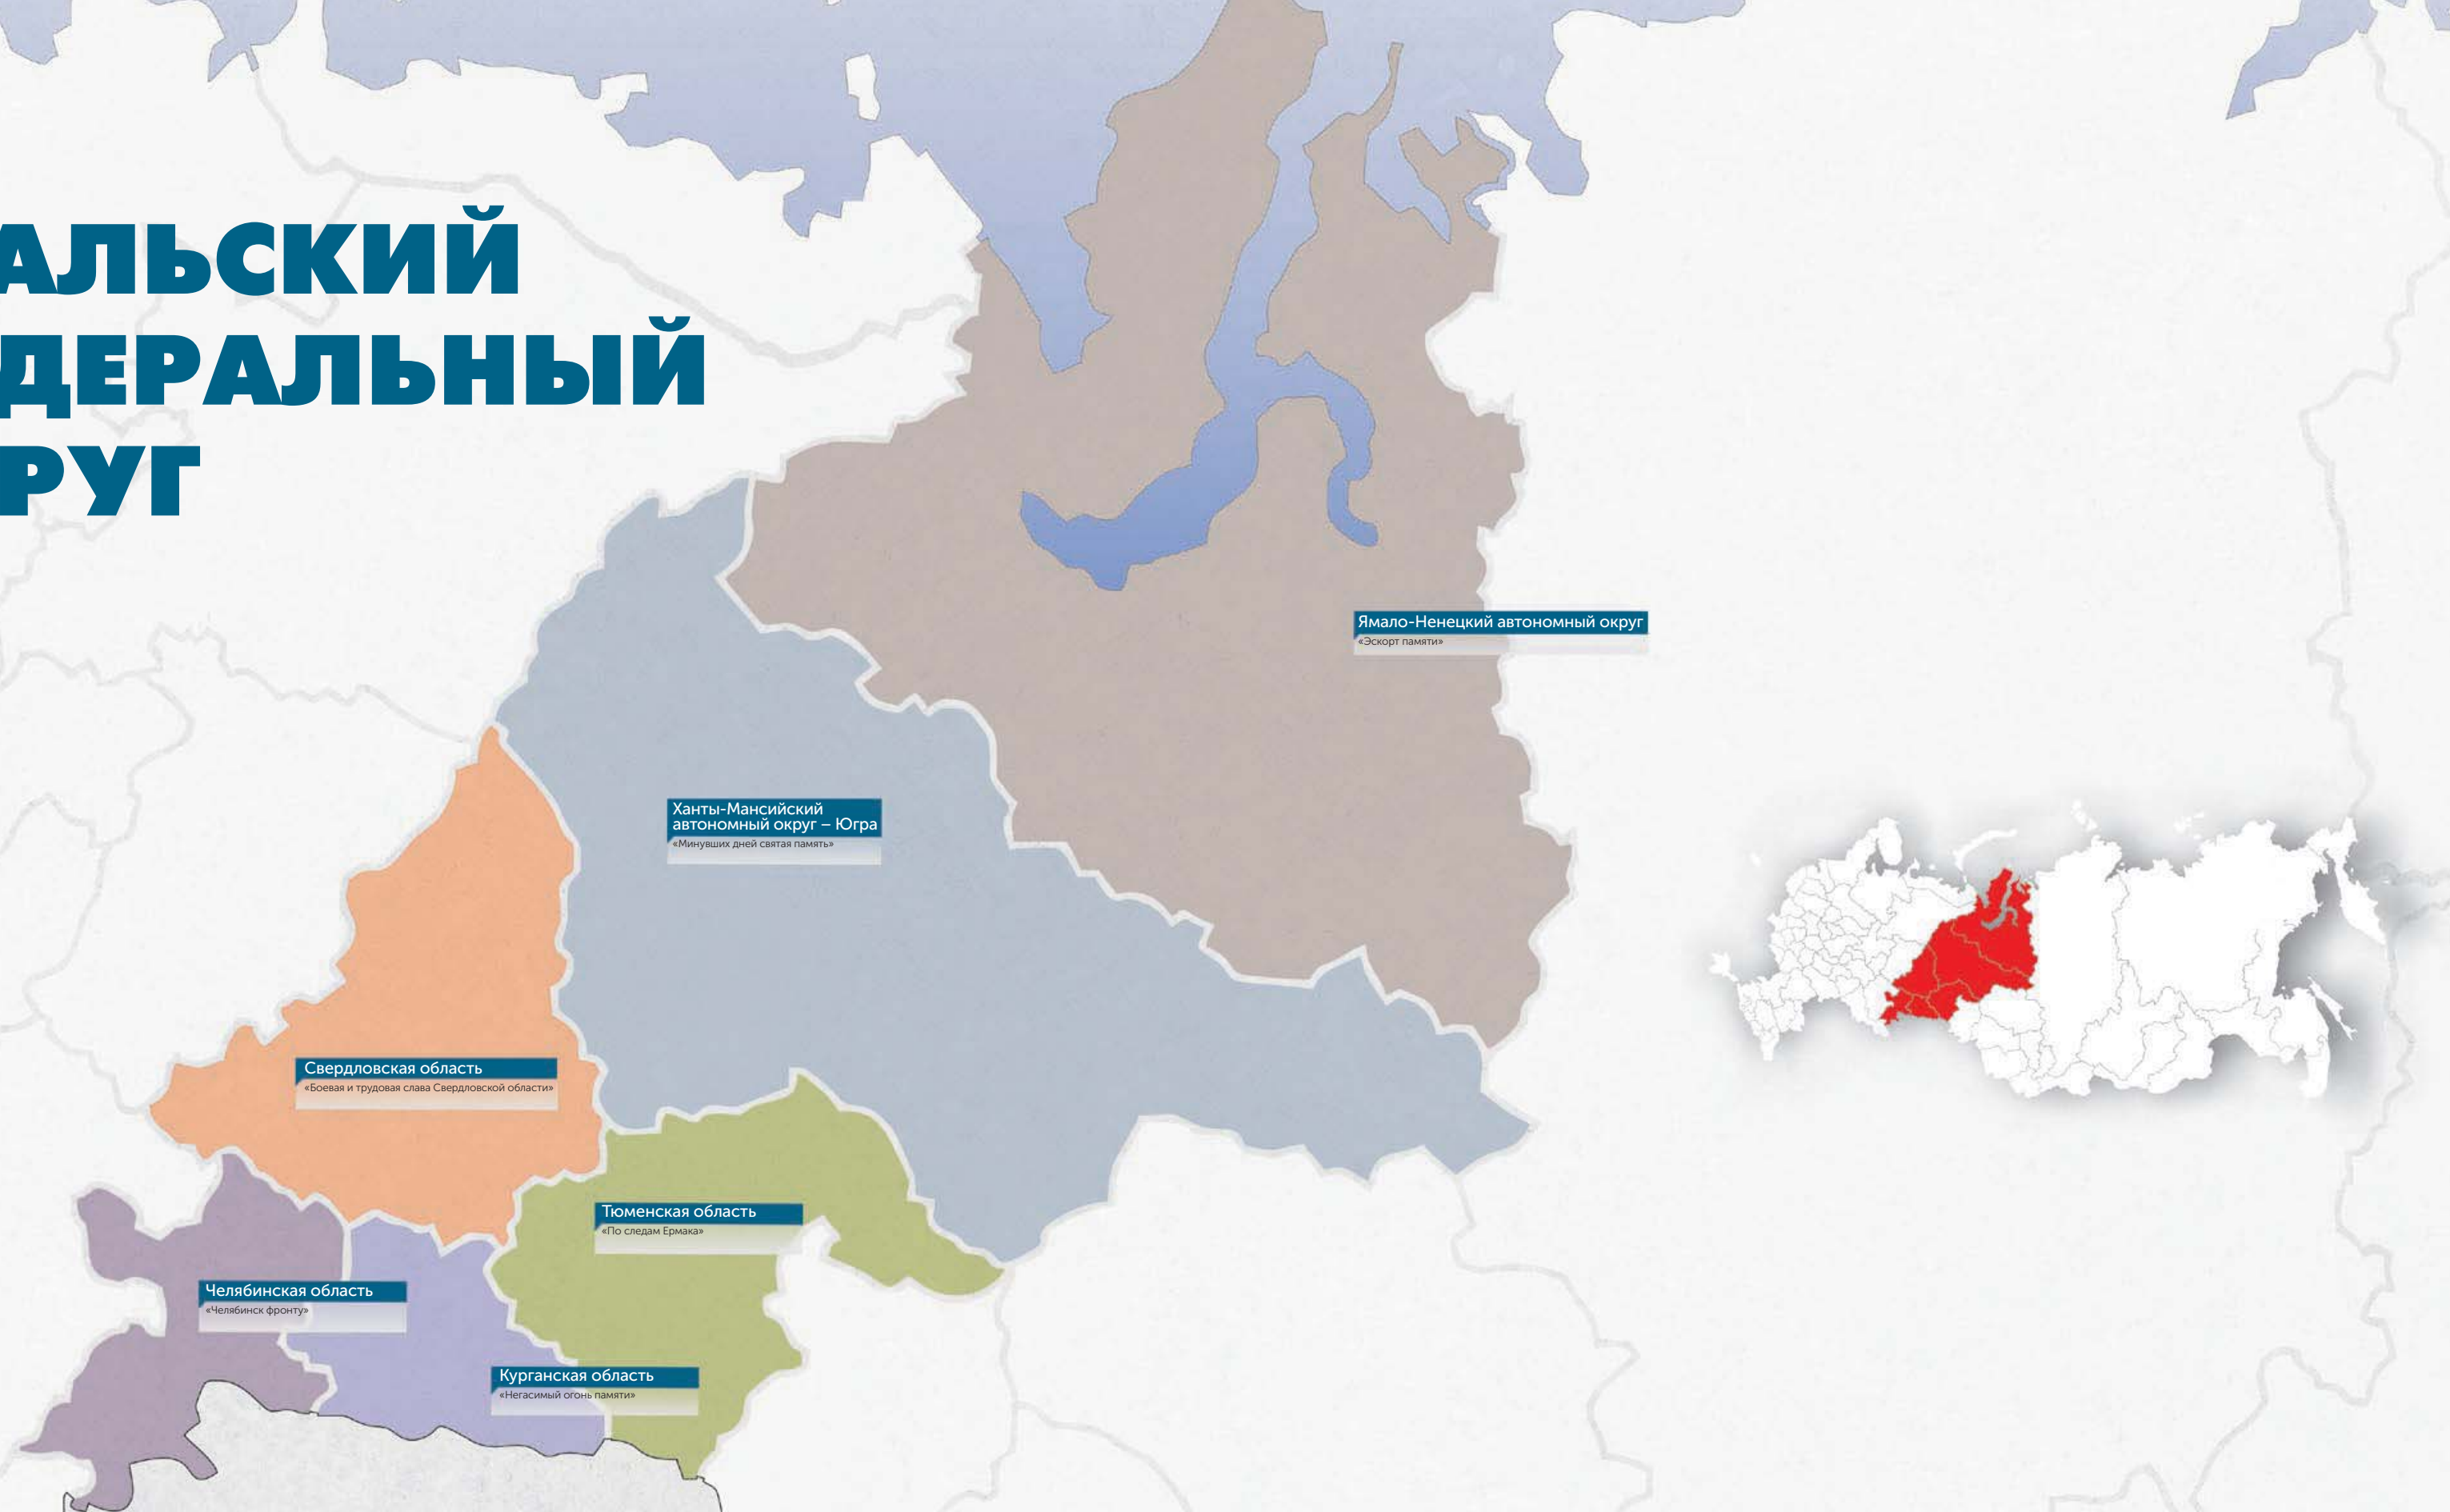 АЛЬСКИЙ
ДЕРАЛЬНЫЙ
РУГ
Ямало-Ненецкий автономный округ
«Эскорт памяти»
Ханты-Мансийский
автономный округ – Югра
«Минувших дней святая память»
Свердловская область
«Боевая и трудовая слава Свердловской области»
Тюменская область
«По следам Ермака»
Челябинская область
«Челябинск фронту»
Курганская область
«Негасимый огонь памяти»